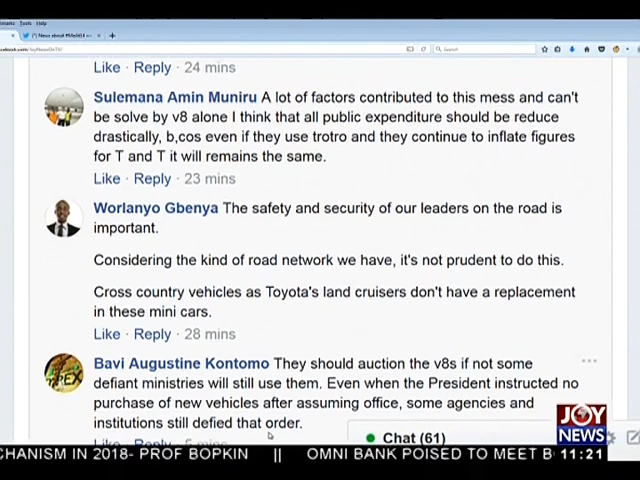 Bookmarks Tools Help
Search
Like · Reply · 24 mins
Sulemana Amin Muniru A lot of factors contributed to this mess and can't
be solve by v8 alone I think that all public expenditure should be reduce
drastically, b,cos even if they use trotro and they continue to inflate figures
for T and T it will remains the same.
Like · Reply · 23 mins
Worlanyo Gbenya The safety and security of our leaders on the road is
important.
Considering the kind of road network we have, it's not prudent to do this.
Cross country vehicles as Toyota's land cruisers don't have a replacement
in these mini cars.
Like · Reply · 28 mins
Bavi Augustine Kontomo They should auction the v8s if not some
defiant ministries will still use them. Even when the President instructed no
purchase of new vehicles after assuming office, some agencies and
institutions still defied that order.
Chat (61)
JOY
NEWS
CHANISM IN 2018- PROF BOPKIN || OMNI BANK POISED TO MEET B
11:21